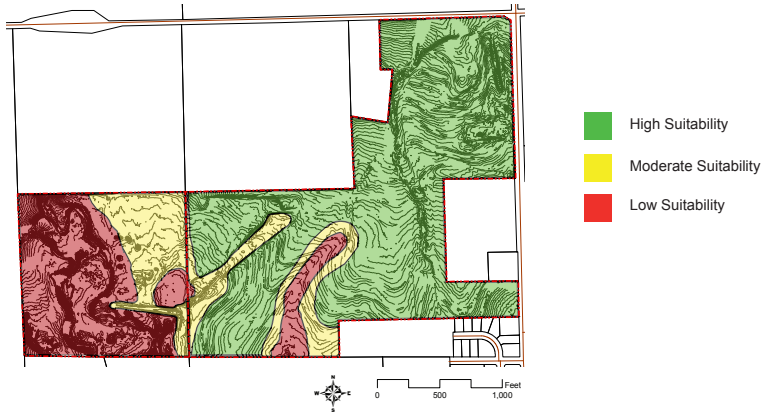 High Suitability
Moderate Suitability
Low Suitability
N
W E
S
Feet
0 500 1,000